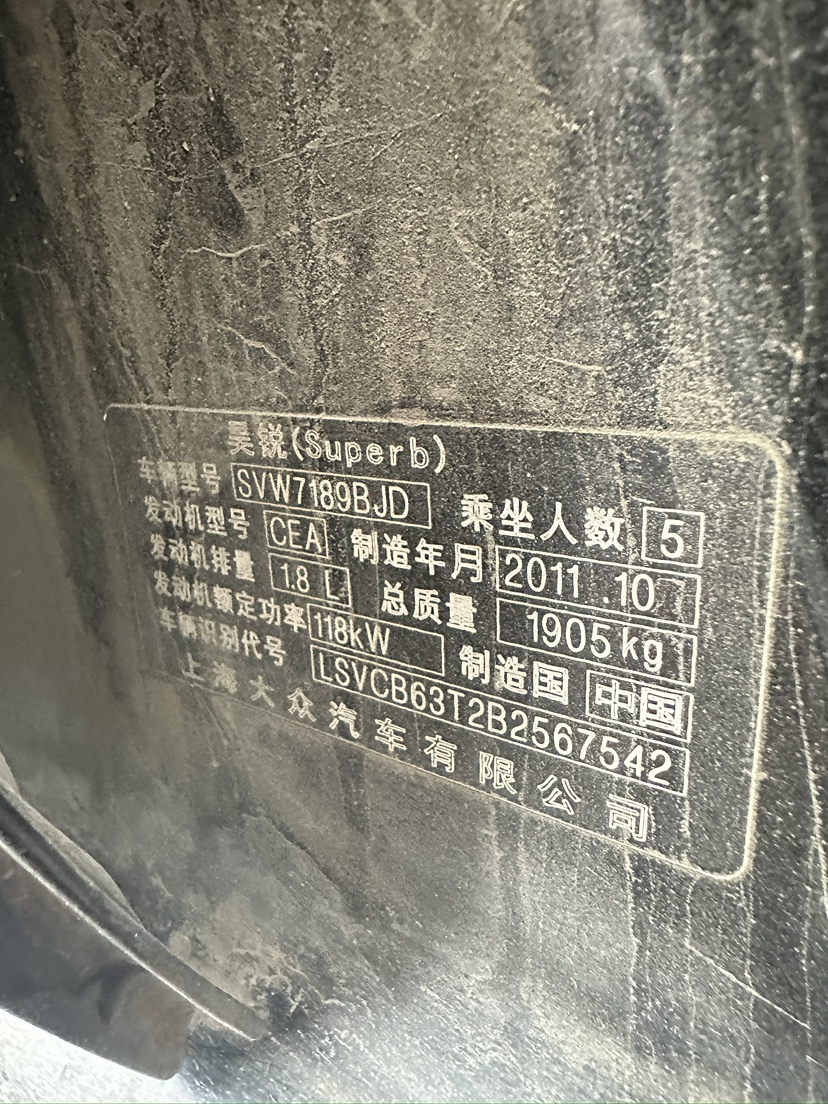 昊锐(Superb)
车辆型号 SVW7189BJD 乘坐人数 5
发动机型号 CEA 制造年月 2011.10
发动机排量 1.8 L 总质量 1905kg
发动机额定功率 118kW 制造国 中国
车辆识别代号 LSVCB63T2B2567542
上海大众汽车有限公司